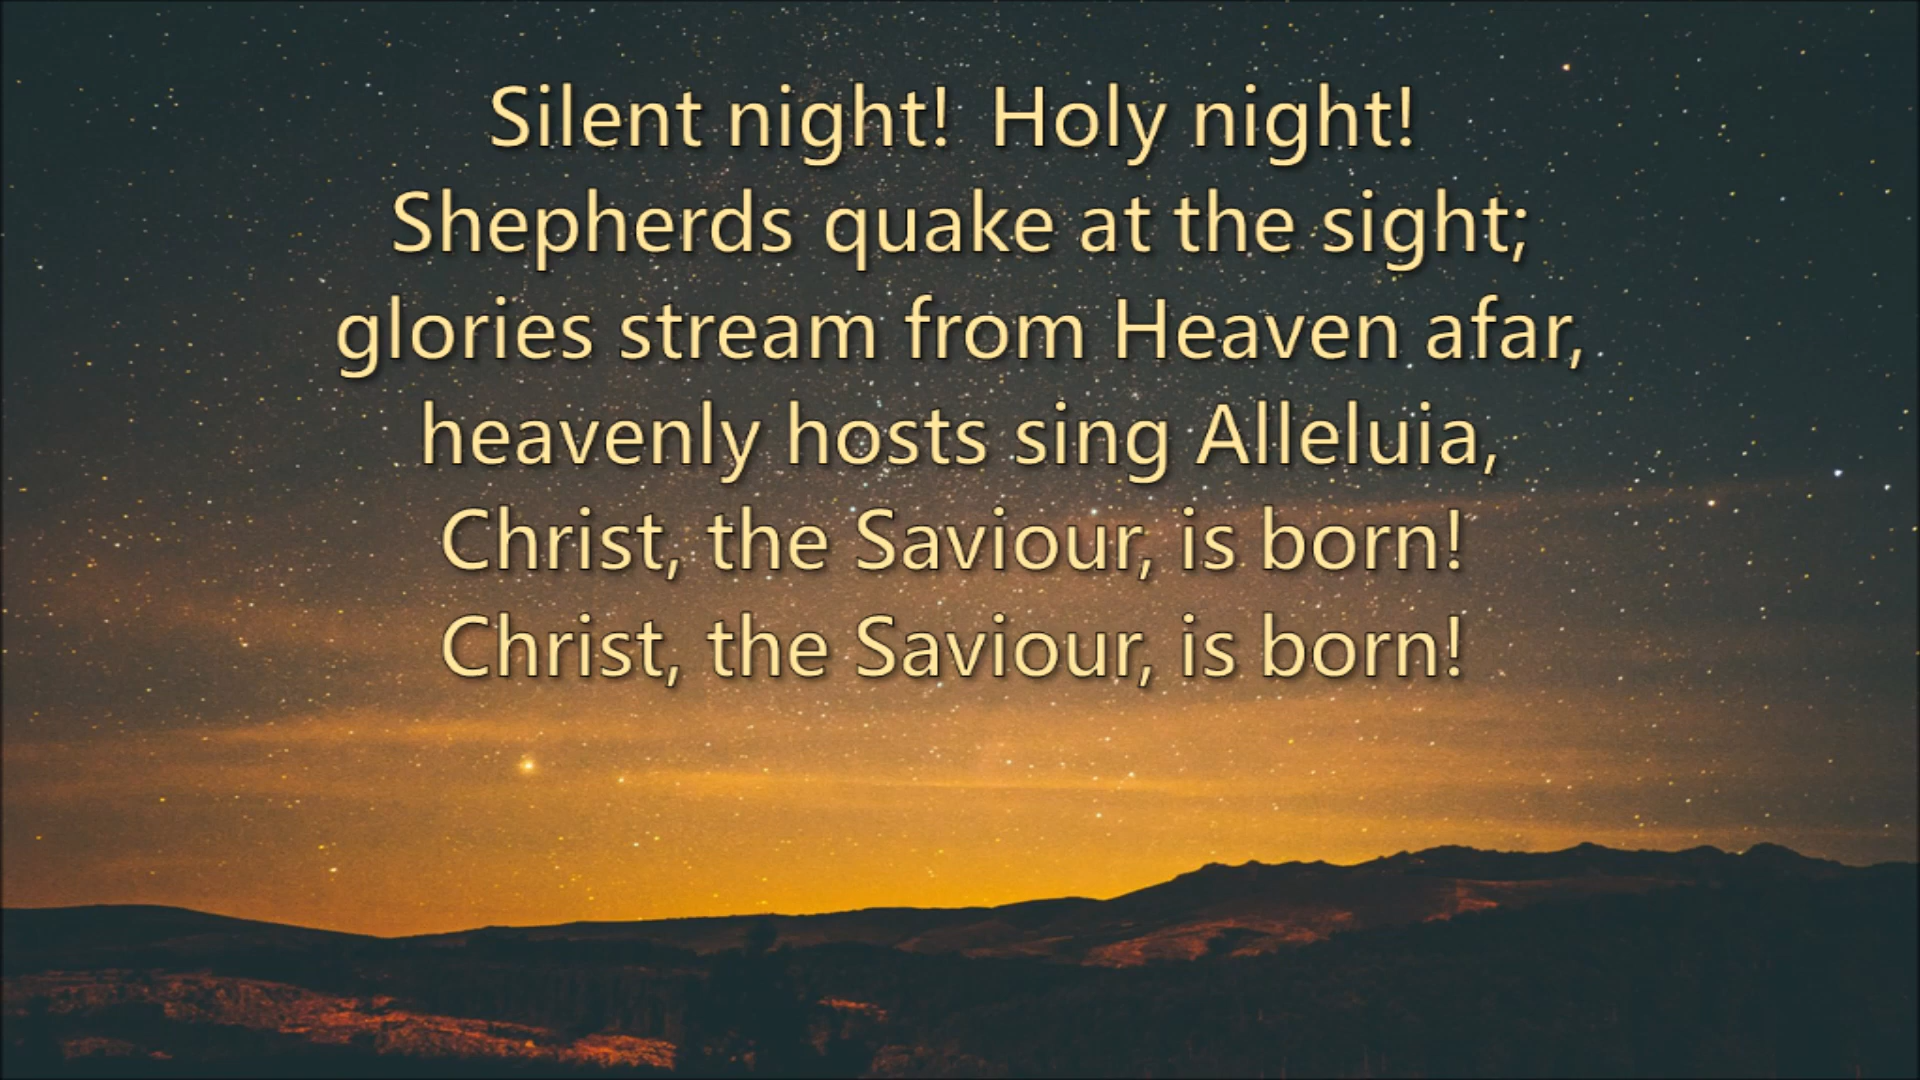 Silent night!  Holy night!
Shepherds quake at the sight;
glories stream from Heaven afar,
heavenly hosts sing Alleluia,
Christ, the Saviour, is born!
Christ, the Saviour, is born!